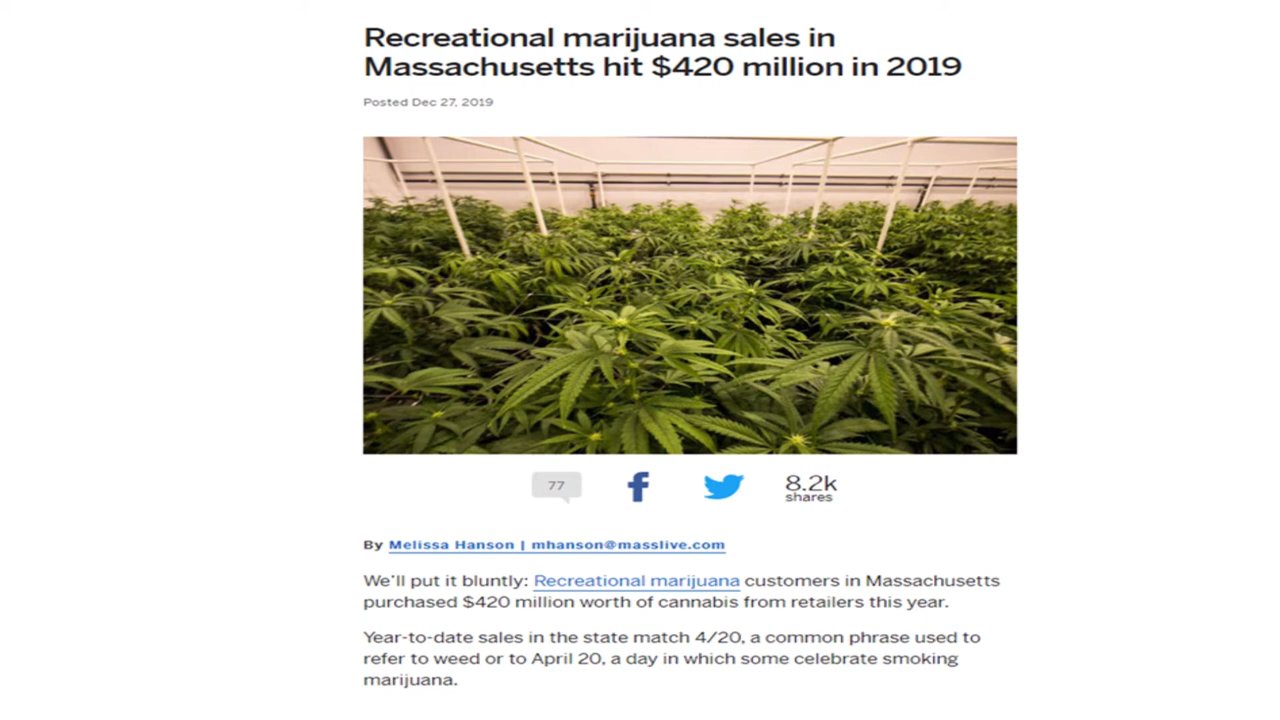 Recreational marijuana sales in
Massachusetts hit $420 million in 2019
Posted Dec 27, 2019
77
8.2k
shares
By Melissa Hanson | mhanson@masslive.com
We'll put it bluntly: Recreational marijuana customers in Massachusetts
purchased $420 million worth of cannabis from retailers this year.
Year-to-date sales in the state match 4/20, a common phrase used to
refer to weed or to April 20, a day in which some celebrate smoking
marijuana.